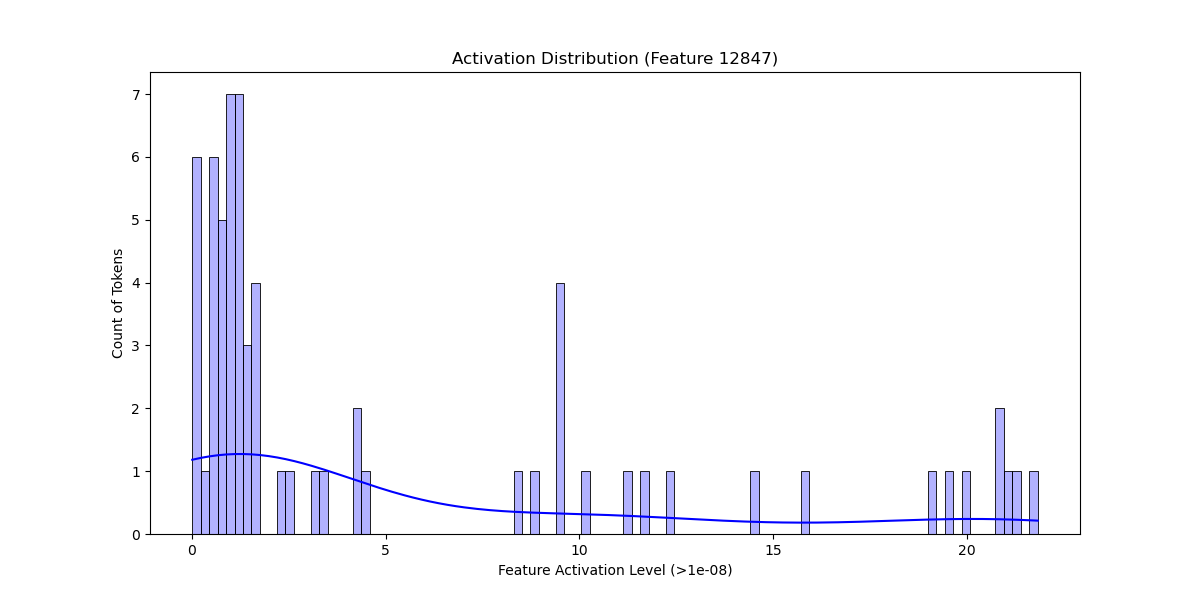 Activation Distribution (Feature 12847)
7
6
5
4
3
2
1
0
Count of Tokens
0 5 10 15 20
Feature Activation Level (>1e-08)